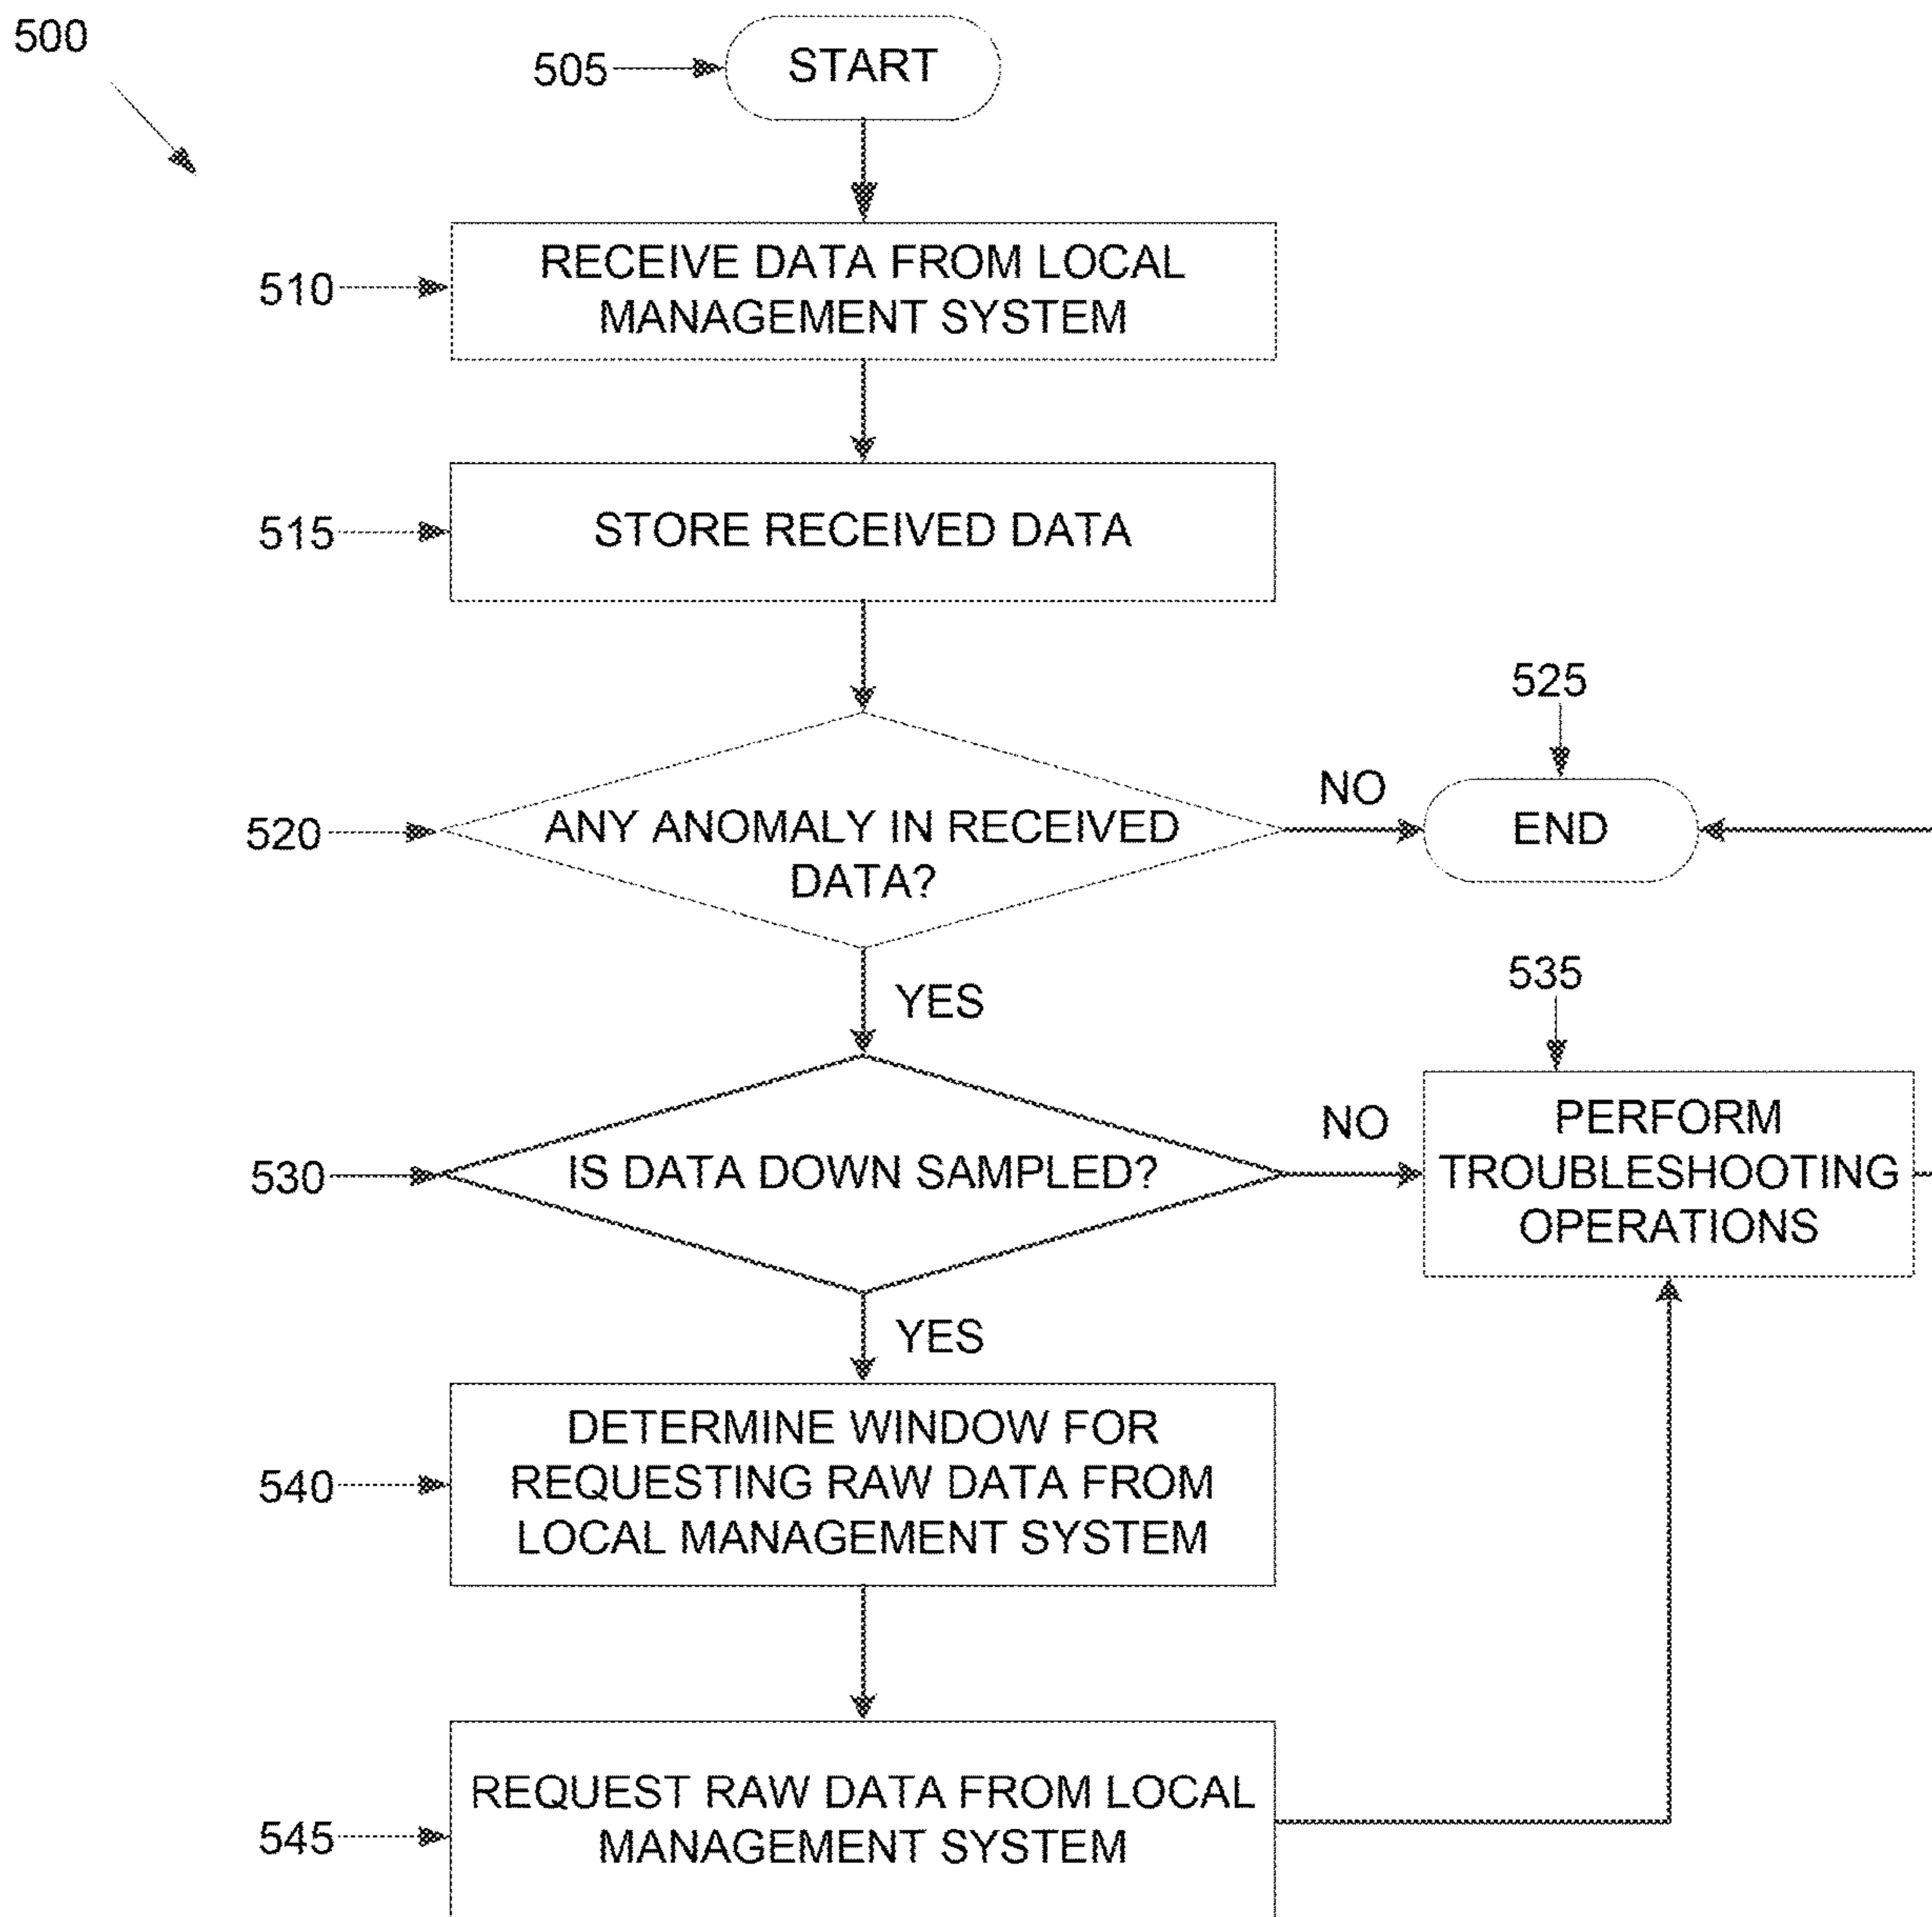 500
505
START
510
RECEIVE DATA FROM LOCAL
MANAGEMENT SYSTEM
515
STORE RECEIVED DATA
520
ANY ANOMALY IN RECEIVED
DATA?
NO
525
END
YES
530
IS DATA DOWN SAMPLED?
NO
535
PERFORM
TROUBLESHOOTING
OPERATIONS
YES
540
DETERMINE WINDOW FOR
REQUESTING RAW DATA FROM
LOCAL MANAGEMENT SYSTEM
545
REQUEST RAW DATA FROM LOCAL
MANAGEMENT SYSTEM